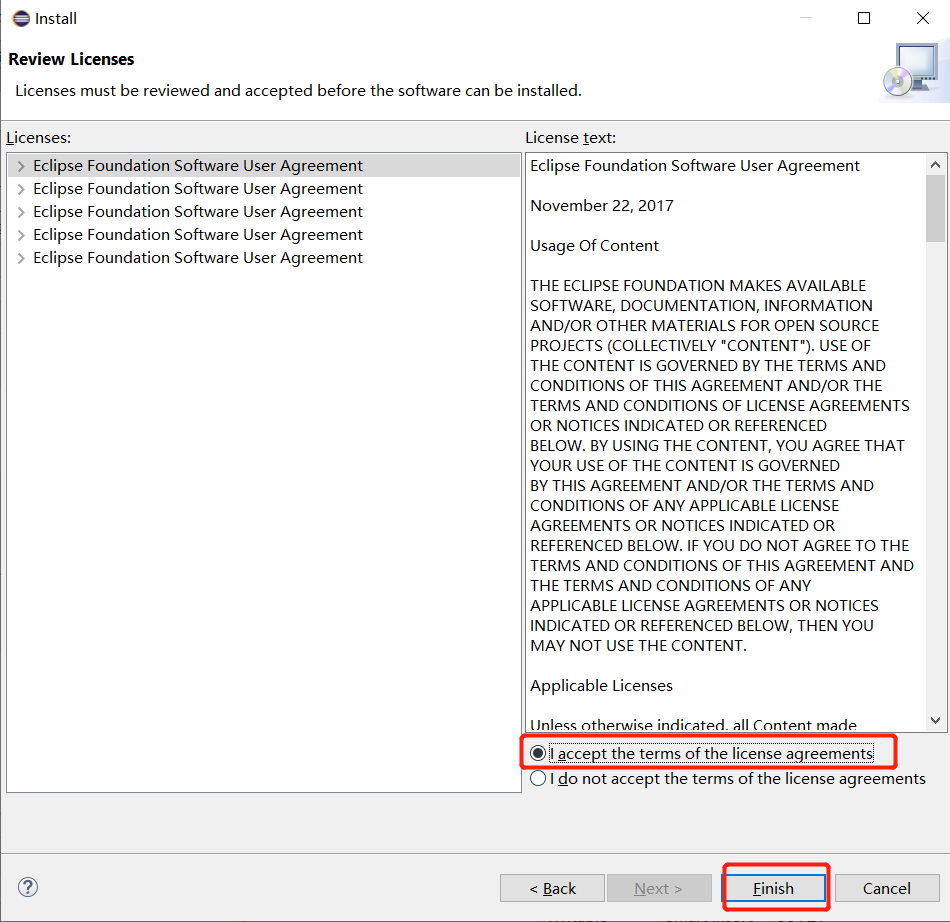 Install
Review Licenses
Licenses must be reviewed and accepted before the software can be installed.
Licenses:
Eclipse Foundation Software User Agreement
Eclipse Foundation Software User Agreement
Eclipse Foundation Software User Agreement
Eclipse Foundation Software User Agreement
Eclipse Foundation Software User Agreement
License text:
Eclipse Foundation Software User Agreement
November 22, 2017
Usage Of Content
THE ECLIPSE FOUNDATION MAKES AVAILABLE
SOFTWARE, DOCUMENTATION, INFORMATION
AND/OR OTHER MATERIALS FOR OPEN SOURCE
PROJECTS (COLLECTIVELY "CONTENT"). USE OF
THE CONTENT IS GOVERNED BY THE TERMS AND
CONDITIONS OF THIS AGREEMENT AND/OR THE
TERMS AND CONDITIONS OF LICENSE AGREEMENTS
OR NOTICES INDICATED OR REFERENCED
BELOW. BY USING THE CONTENT, YOU AGREE THAT
YOUR USE OF THE CONTENT IS GOVERNED
BY THIS AGREEMENT AND/OR THE TERMS AND
CONDITIONS OF ANY APPLICABLE LICENSE
AGREEMENTS OR NOTICES INDICATED OR
REFERENCED BELOW. IF YOU DO NOT AGREE TO THE
TERMS AND CONDITIONS OF THIS AGREEMENT AND
THE TERMS AND CONDITIONS OF ANY
APPLICABLE LICENSE AGREEMENTS OR NOTICES
INDICATED OR REFERENCED BELOW, THEN YOU
MAY NOT USE THE CONTENT.
Applicable Licenses
Unless otherwise indicated, all Content made
I accept the terms of the license agreements
I do not accept the terms of the license agreements
?
< Back
Next >
Finish
Cancel